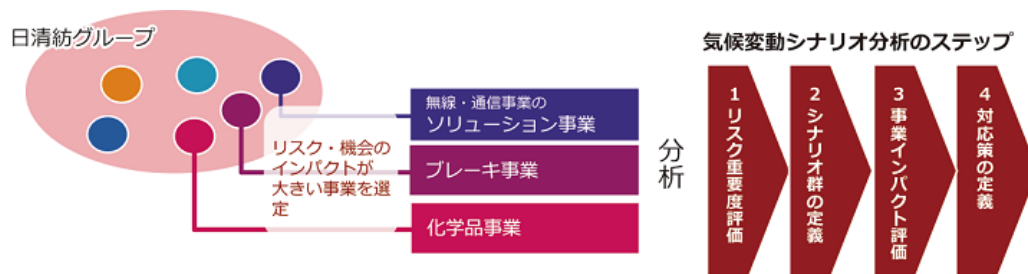 日清紡グループ
リスク・機会の
インパクトが
大きい事業を選
定
無線・通信事業の
ソリューション事業
ブレーキ事業
化学品事業
分析
気候変動シナリオ分析のステップ
1 リスク重要度評価
2 シナリオ群の定義
3 事業インパクト評価
4 対応策の定義